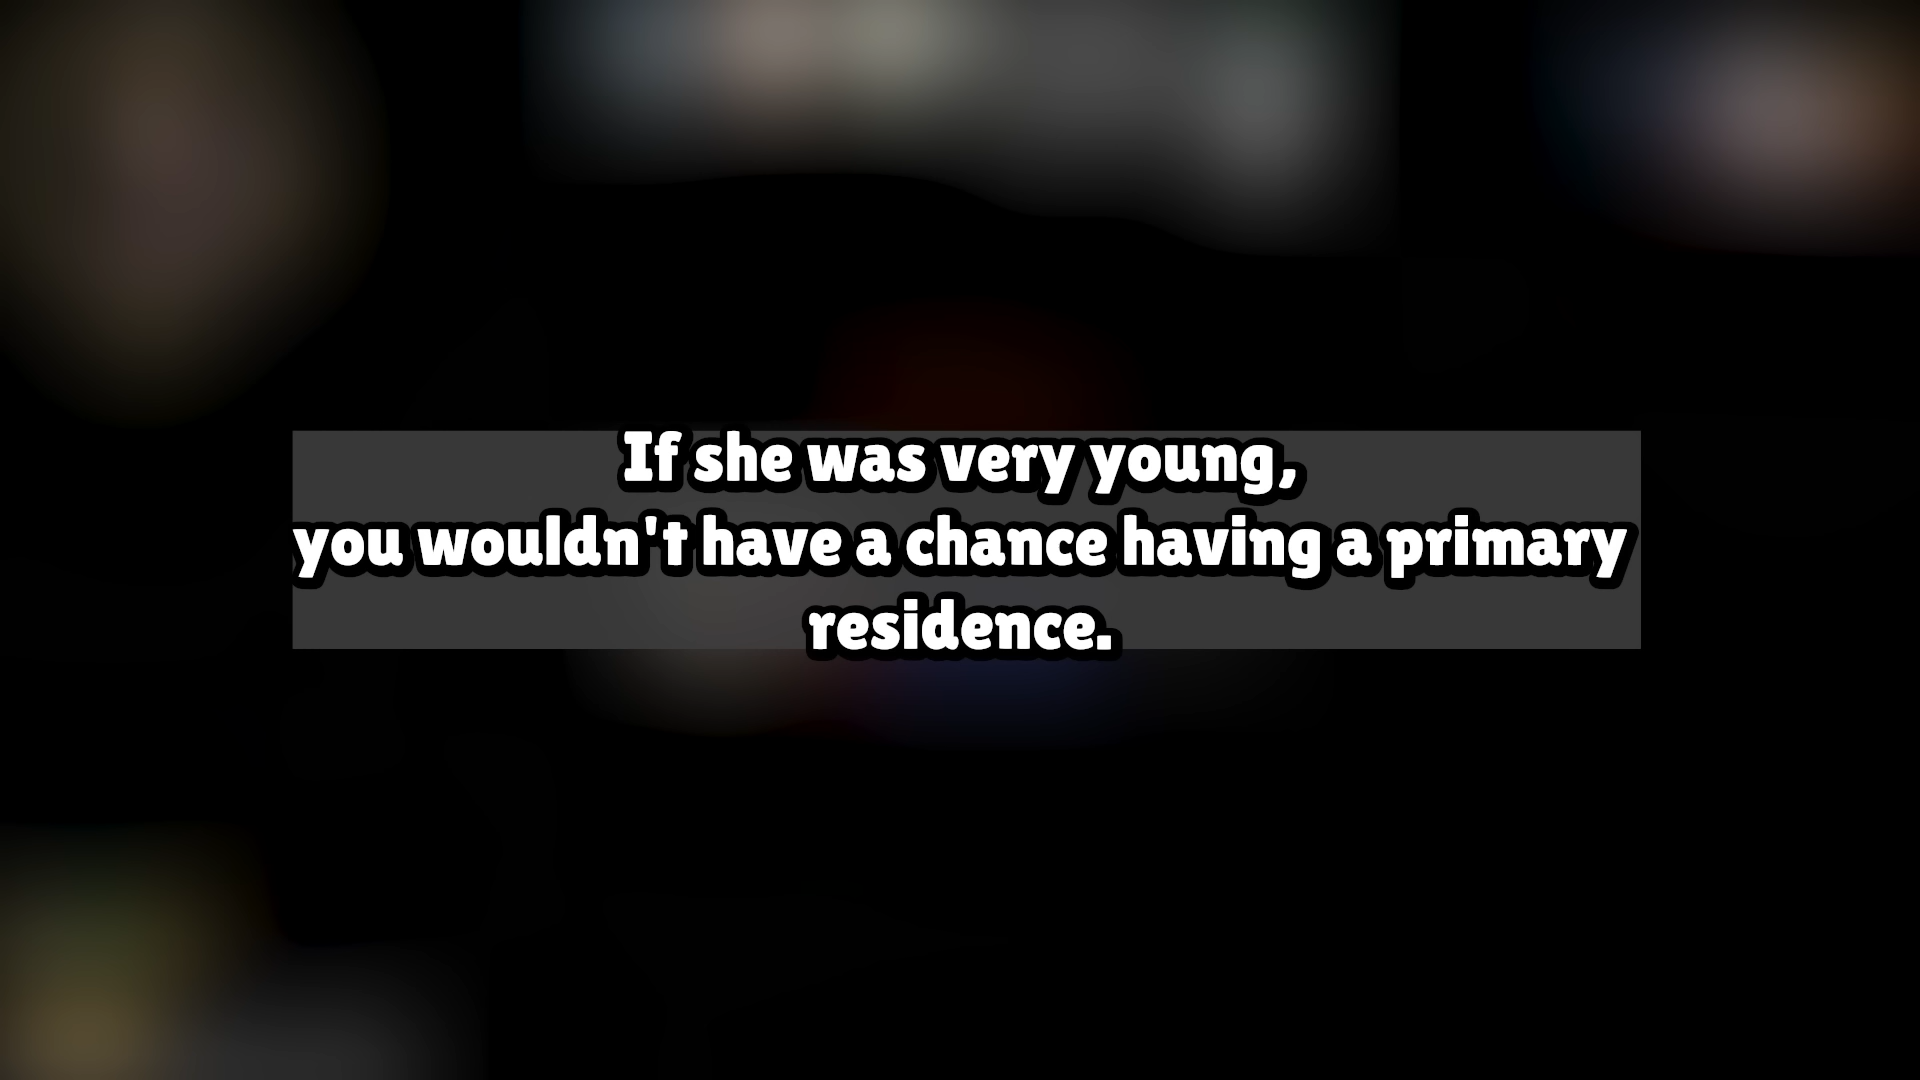 If she was very young,
you wouldn't have a chance having a primary
residence.